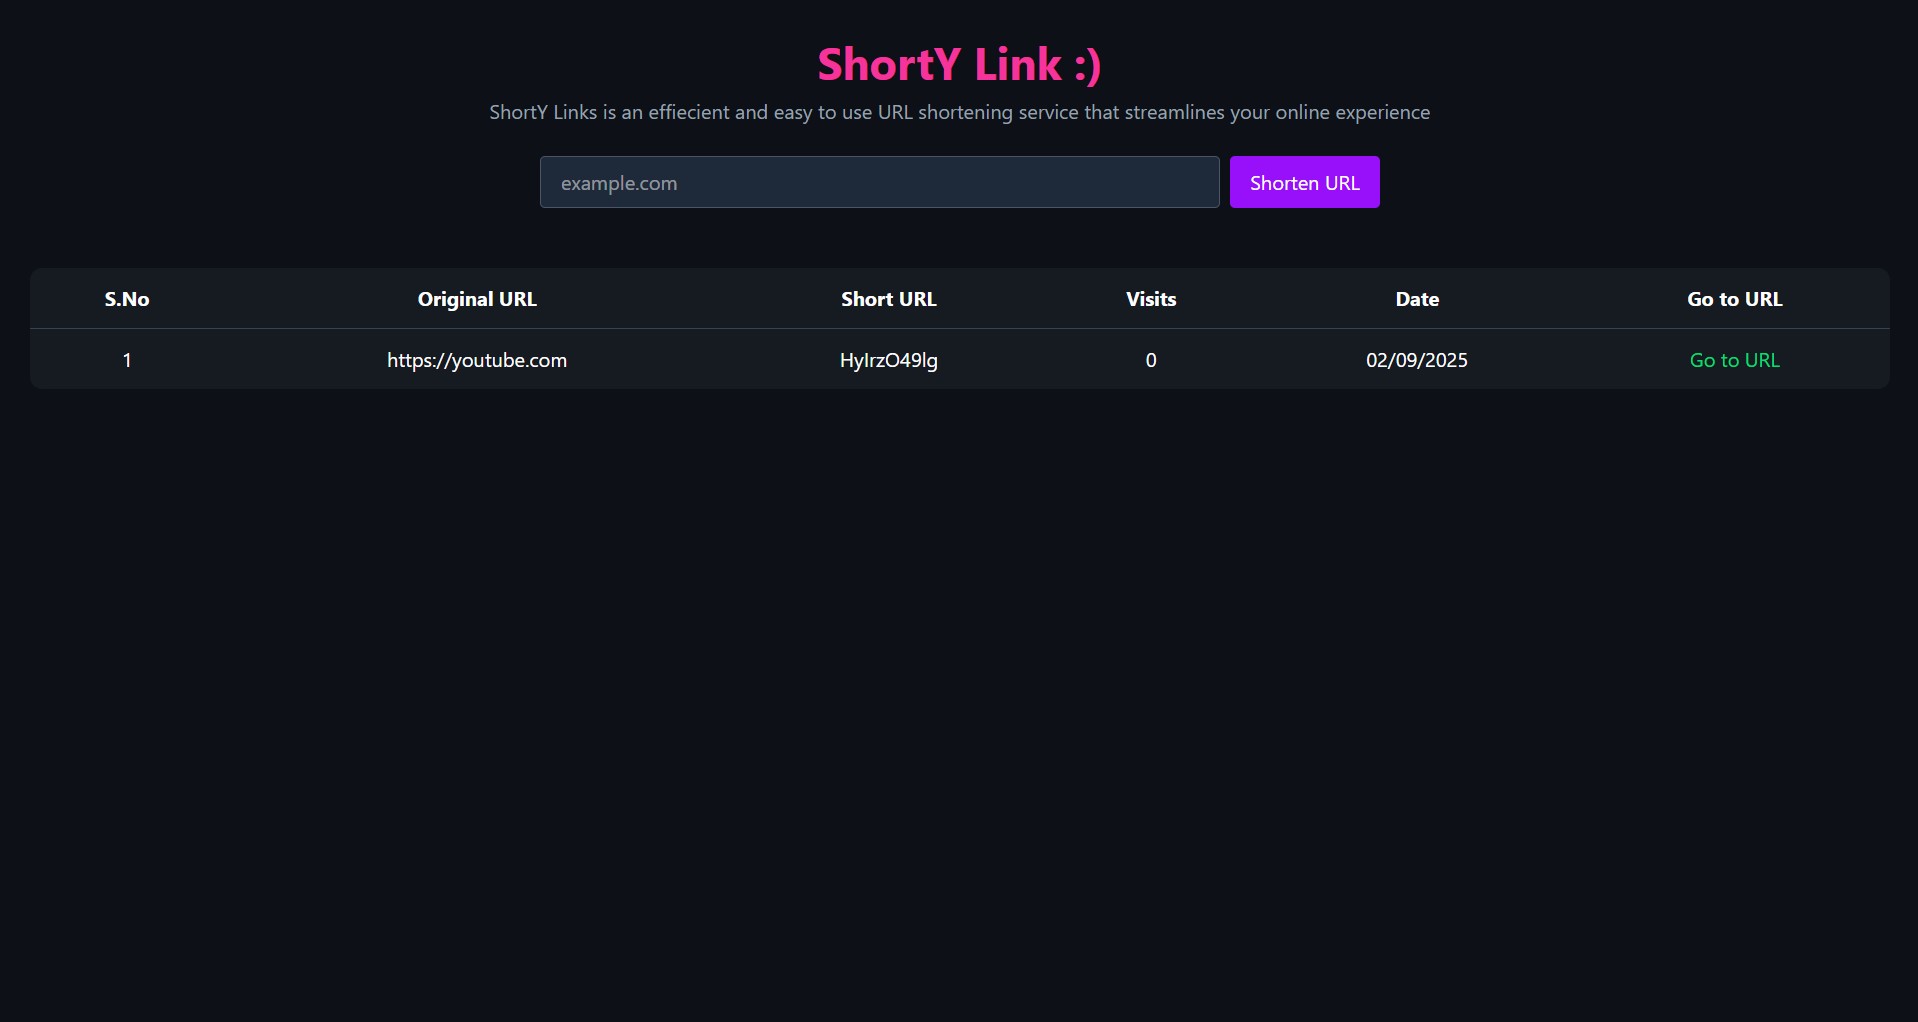 ShortY Link :)
ShortY Links is an effiecient and easy to use URL shortening service that streamlines your online experience
example.com Shorten URL
S.No Original URL Short URL Visits Date Go to URL
1 https://youtube.com HyIrzO49lg 0 02/09/2025 Go to URL